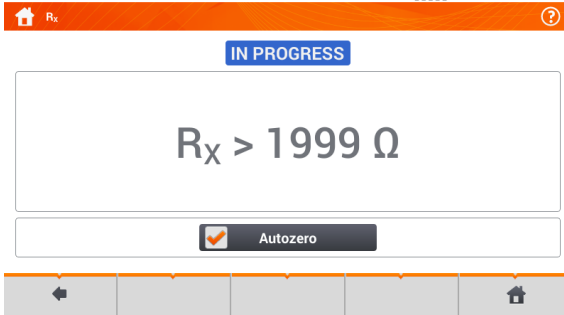 Rx
IN PROGRESS
RX > 1999 Ω
Autozero